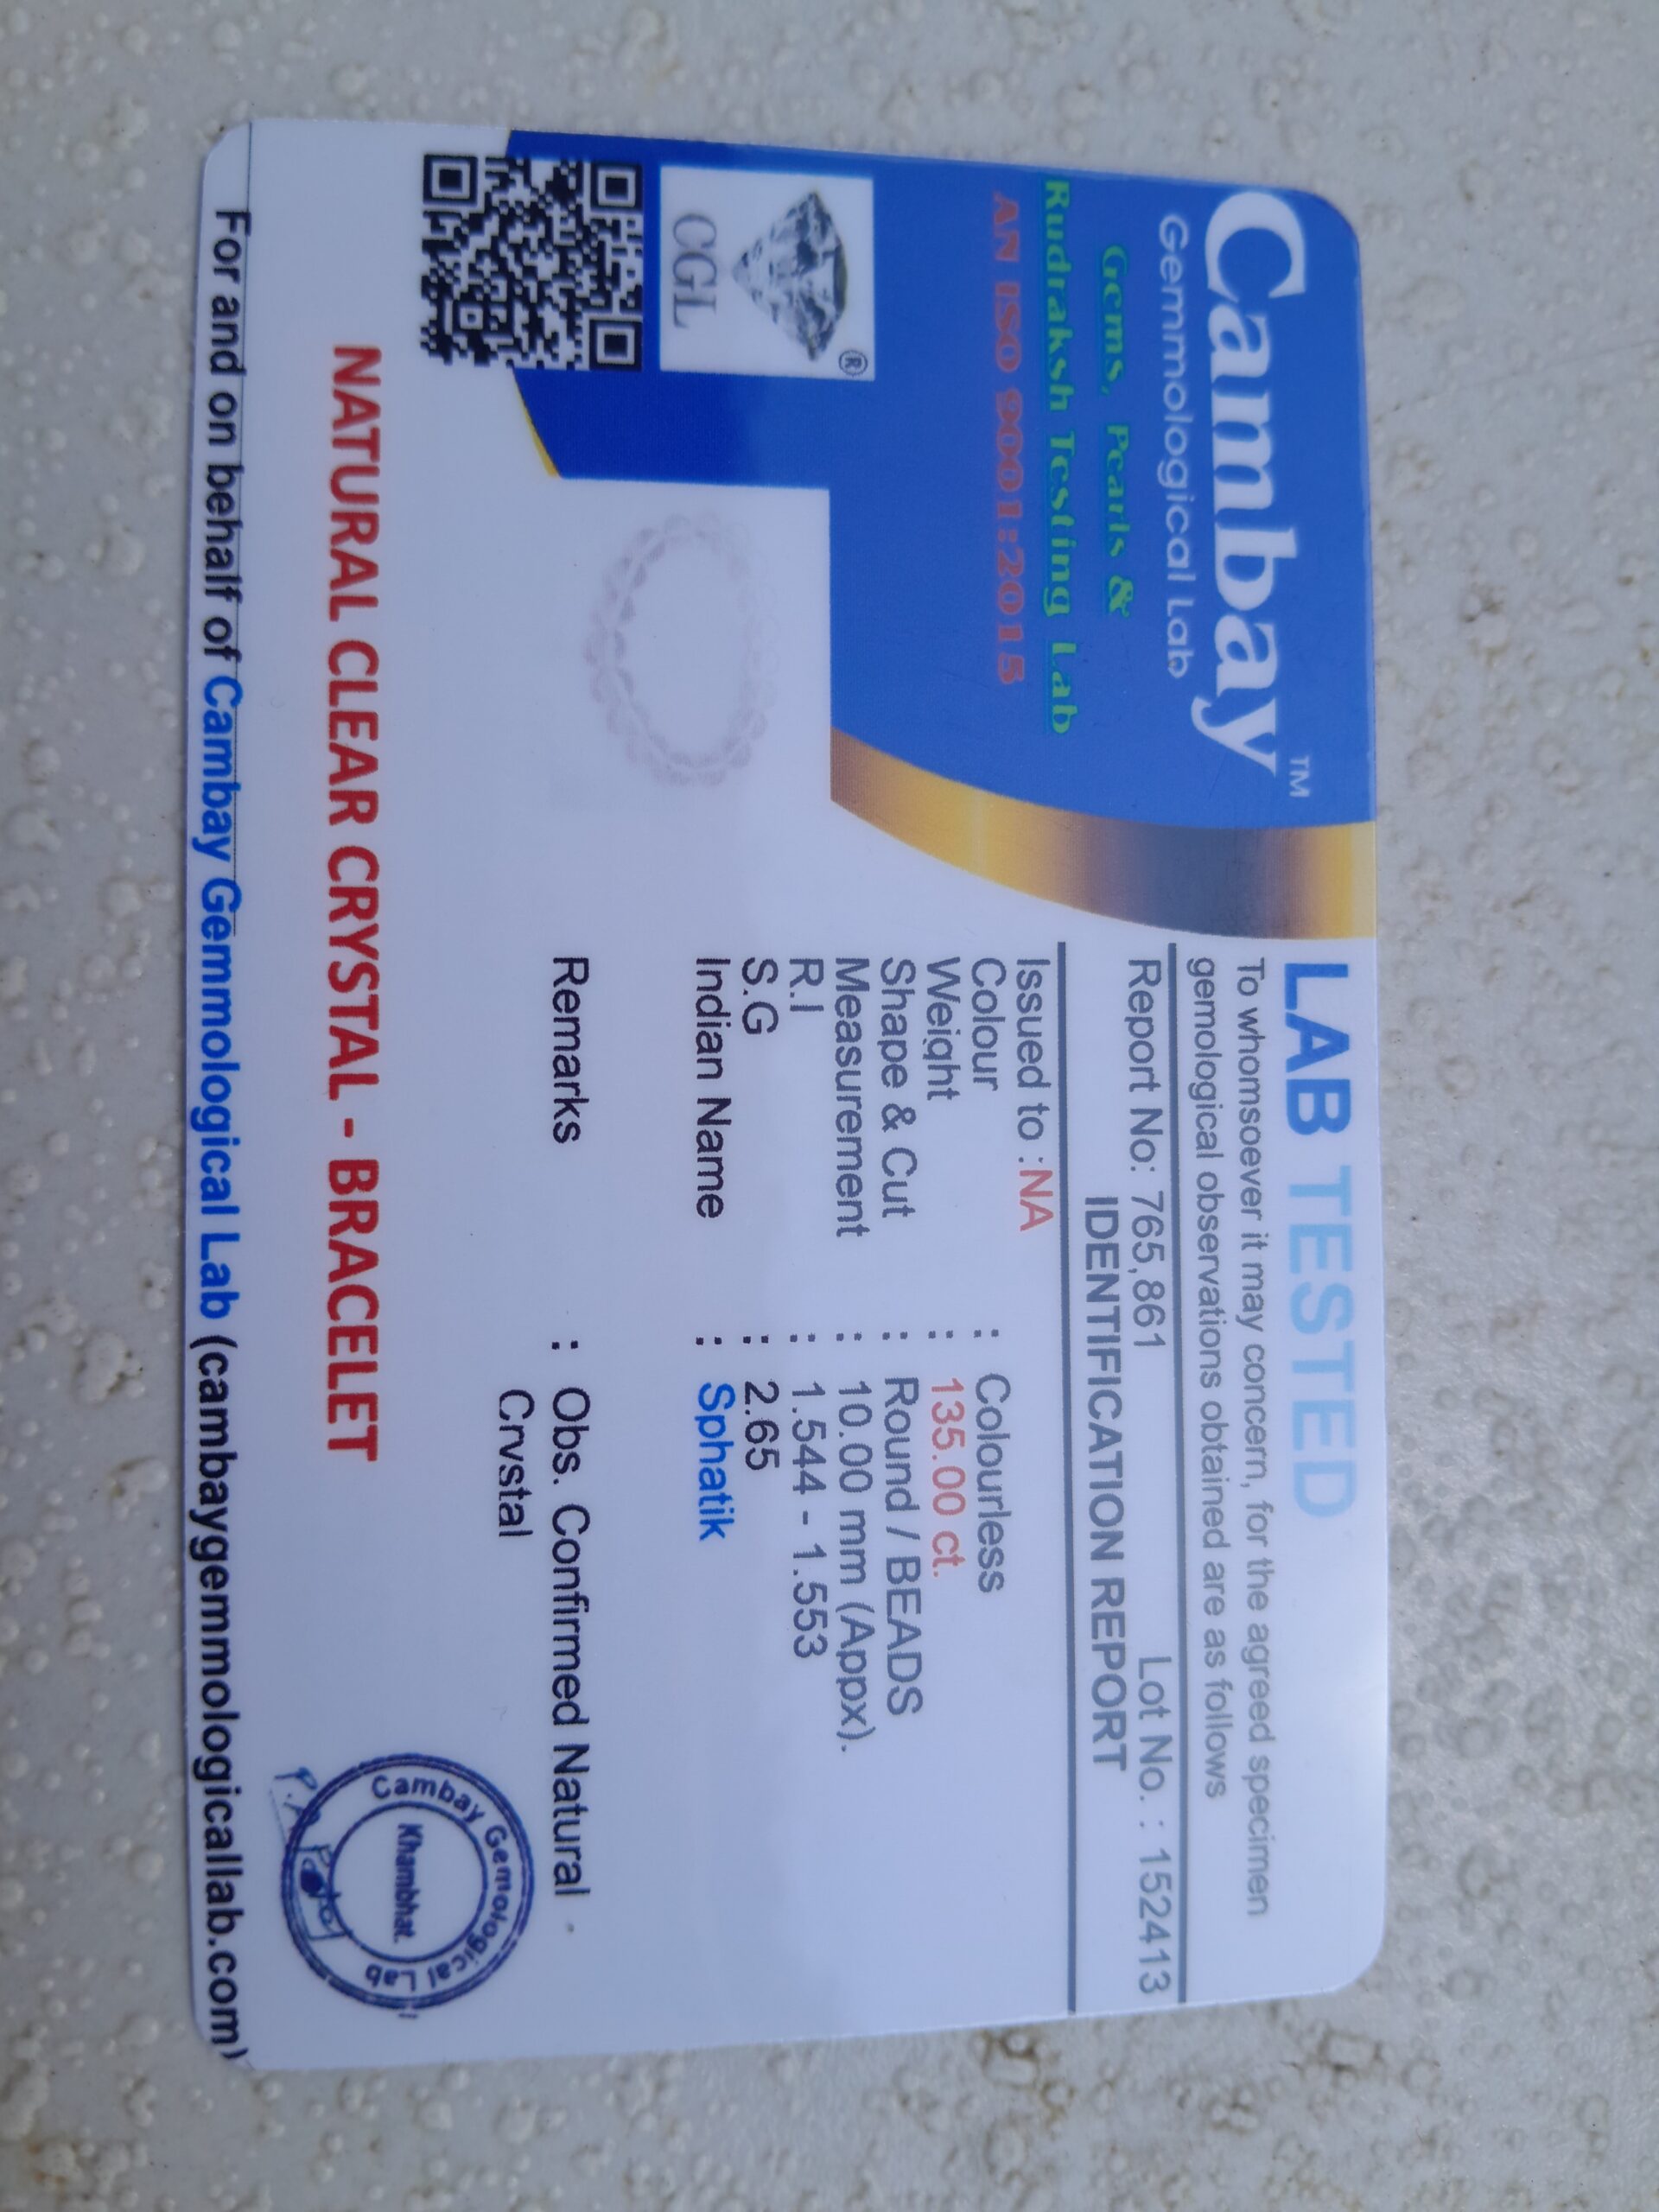 Cambay™
Gemmological Lab
Gems, Pearls &
Rudraksh Testing Lab
AN ISO 9001:2015
®
CGL
LAB TESTED
To whomsoever it may concern, for the agreed specimen
gemological observations obtained are as follows
Report No: 765,861 Lot No. : 152413
IDENTIFICATION REPORT
Issued to :NA
Colour : Colourless
Weight : 135.00 ct.
Shape & Cut : Round / BEADS
Measurement : 10.00 mm (Appx).
R.I : 1.544 - 1.553
S.G : 2.65
Indian Name : Sphatik
Remarks : Obs. Confirmed Natural
Crystal
NATURAL CLEAR CRYSTAL - BRACELET
Cambay Gemological Lab
Khambhat.
For and on behalf of Cambay Gemmological Lab (cambaygemmologicallab.com)